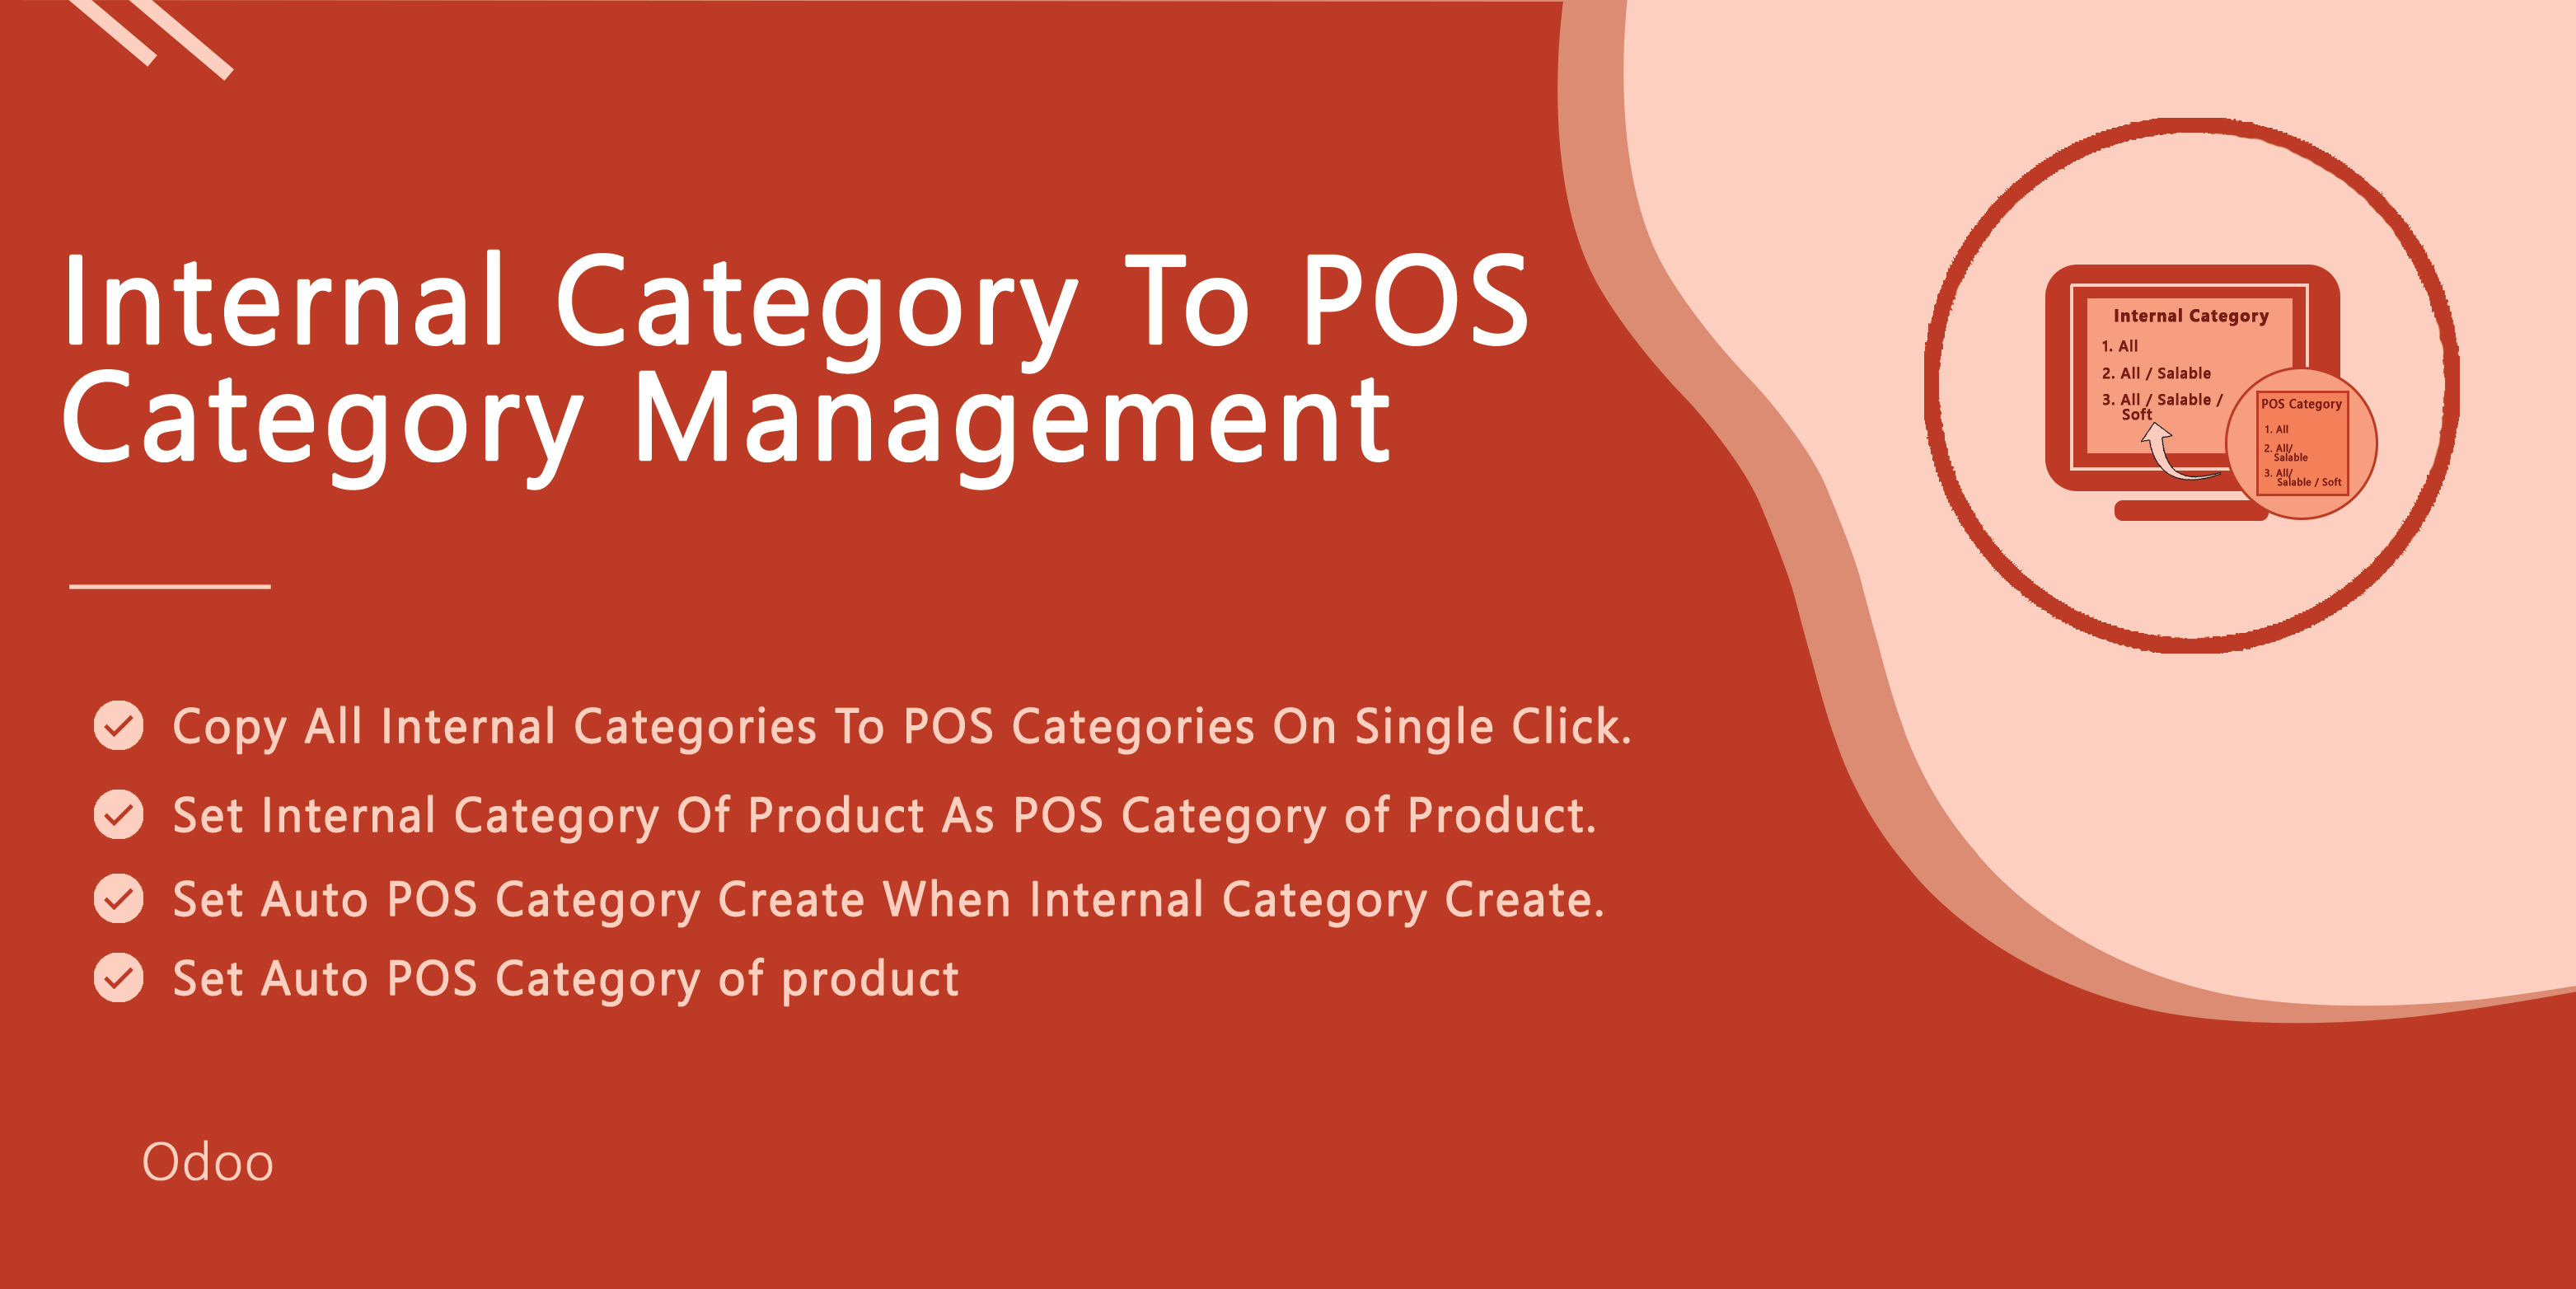 Internal Category To POS
Category Management
Copy All Internal Categories To POS Categories On Single Click.
Set Internal Category Of Product As POS Category of Product.
Set Auto POS Category Create When Internal Category Create.
Set Auto POS Category of product
Odoo
Internal Category
1. All
2. All / Salable
3. All / Salable /
Soft
POS Category
1. All
2. All/
Salable
3. All/
Salable / Soft